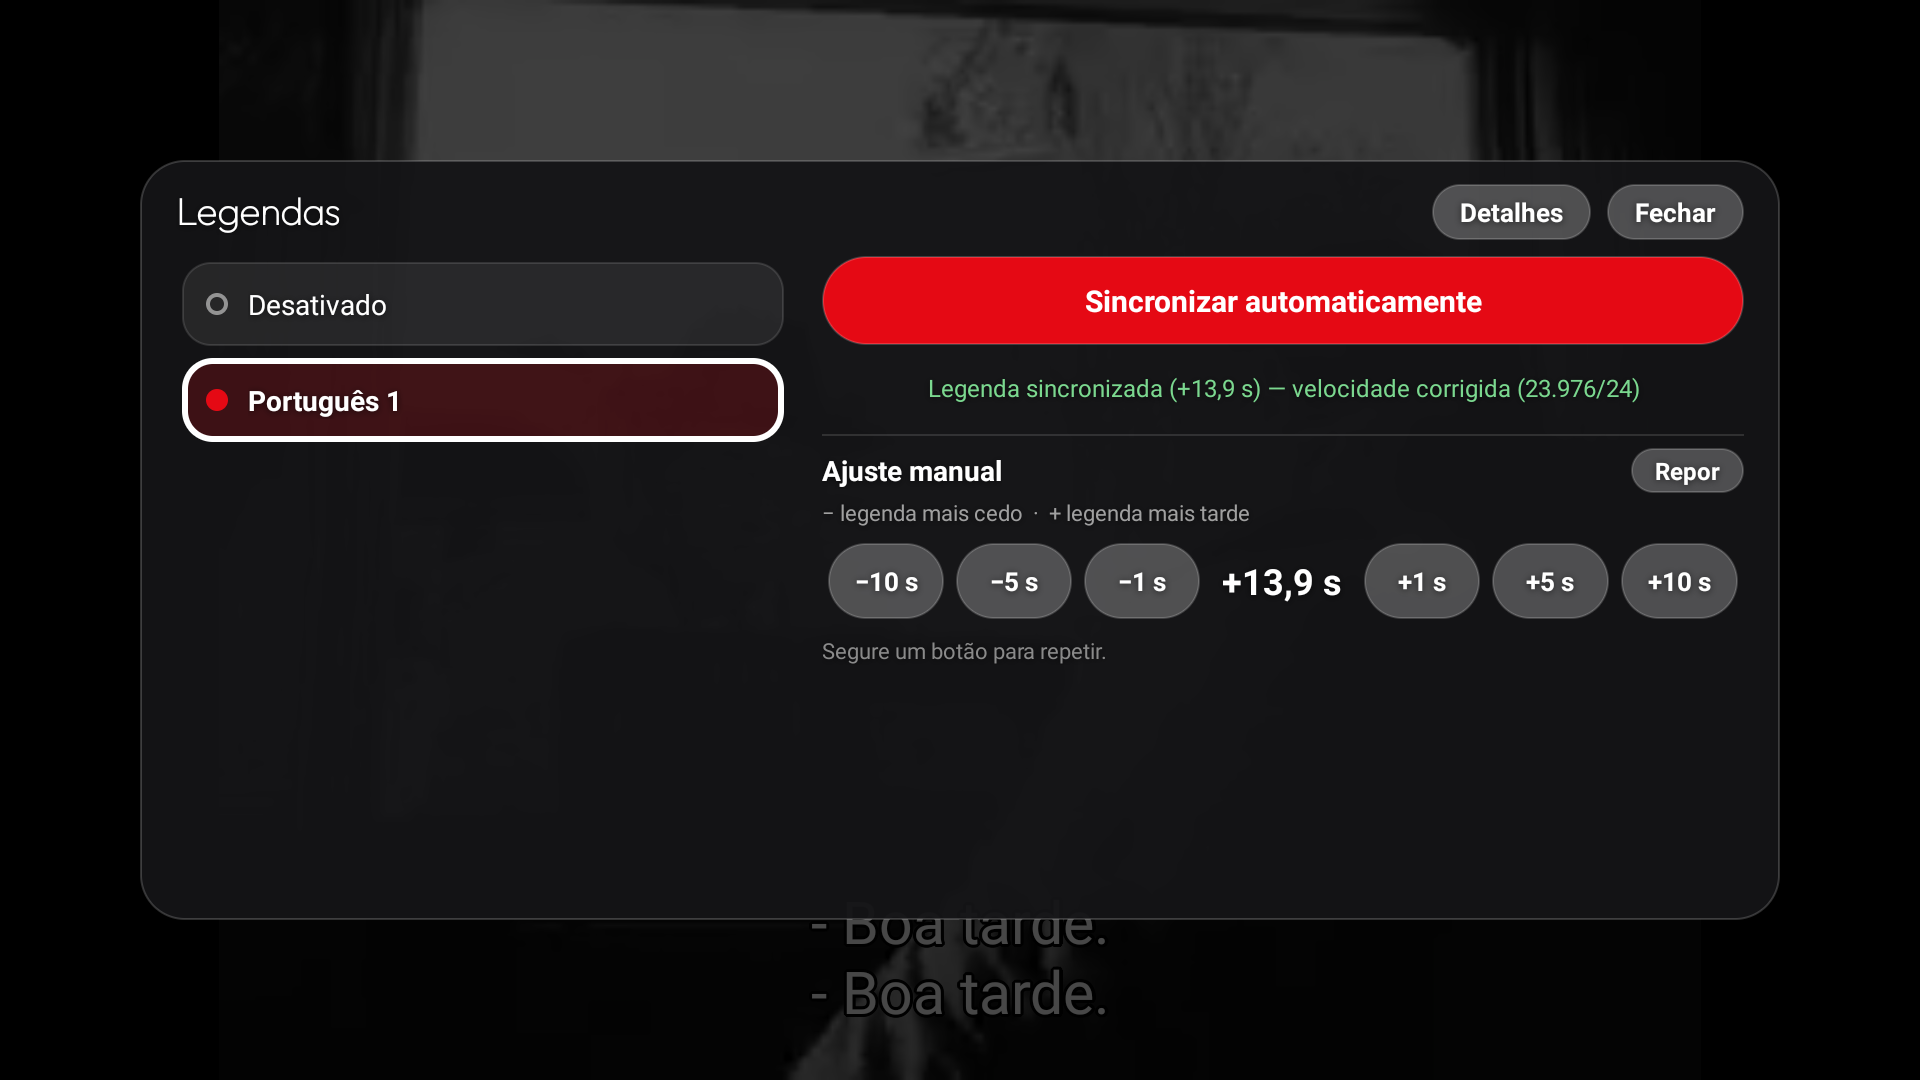 Legendas
Detalhes
Fechar
Desativado
Português 1
Sincronizar automaticamente
Legenda sincronizada (+13,9 s) — velocidade corrigida (23.976/24)
Ajuste manual
Repor
− legenda mais cedo · + legenda mais tarde
−10 s
−5 s
−1 s
+13,9 s
+1 s
+5 s
+10 s
Segure um botão para repetir.
- Boa tarde.
- Boa tarde.